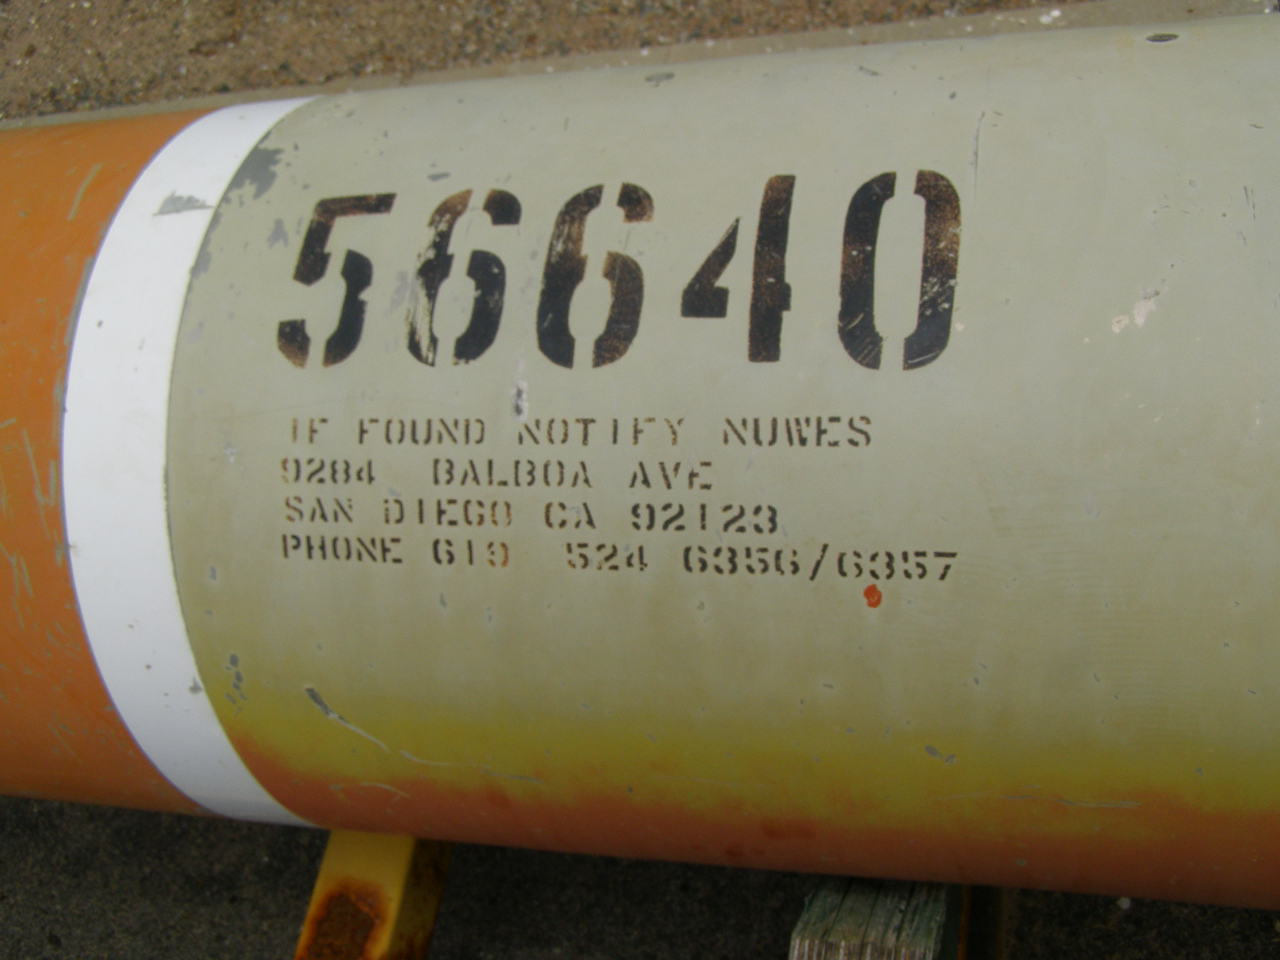 56640
IF FOUND NOTIFY NUWES
9284 BALBOA AVE
SAN DIEGO CA 92123
PHONE 619 524 6356/6357